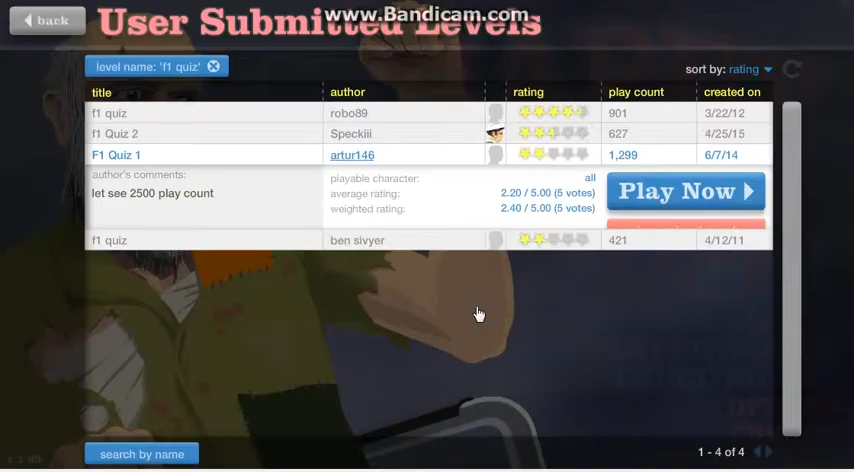 www.Bandicam.com
back
User Submitted Levels
level name: 'f1 quiz'
sort by: rating
title author rating play count created on
f1 quiz robo89 901 3/22/12
f1 Quiz 2 Speckiii 627 4/25/15
F1 Quiz 1 artur146 1,299 6/7/14
author's comments:
let see 2500 play count
playable character: all
average rating: 2.20 / 5.00 (5 votes)
weighted rating: 2.40 / 5.00 (5 votes)
Play Now
f1 quiz ben sivyer 421 4/12/11
search by name
1 - 4 of 4